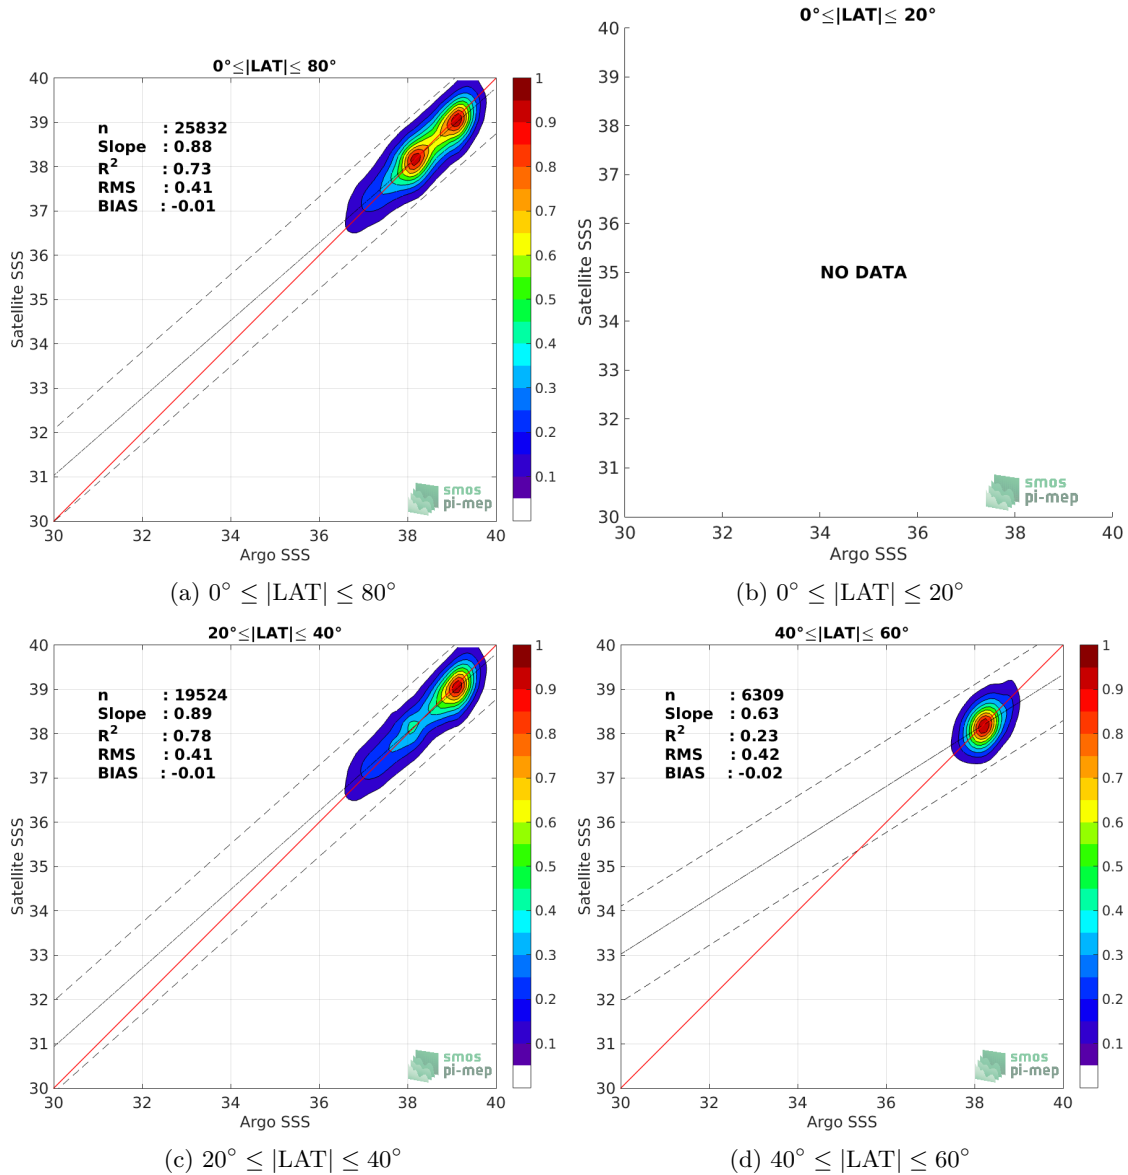 0°≤|LAT|≤ 80°
n : 25832
Slope : 0.88
R2 : 0.73
RMS : 0.41
BIAS : -0.01
40
39
38
37
36
35
34
33
32
31
30
30 32 34 36 38 40
Satellite SSS
Argo SSS
1
0.9
0.8
0.7
0.6
0.5
0.4
0.3
0.2
0.1
smos
pi-mep
(a) 0° ≤ |LAT| ≤ 80°
0°≤|LAT|≤ 20°
40
39
38
37
36
35
34
33
32
31
30
30 32 34 36 38 40
Satellite SSS
Argo SSS
NO DATA
smos
pi-mep
(b) 0° ≤ |LAT| ≤ 20°
20°≤|LAT|≤ 40°
n : 19524
Slope : 0.89
R2 : 0.78
RMS : 0.41
BIAS : -0.01
40
39
38
37
36
35
34
33
32
31
30
30 32 34 36 38 40
Satellite SSS
Argo SSS
1
0.9
0.8
0.7
0.6
0.5
0.4
0.3
0.2
0.1
smos
pi-mep
(c) 20° ≤ |LAT| ≤ 40°
40°≤|LAT|≤ 60°
n : 6309
Slope : 0.63
R2 : 0.23
RMS : 0.42
BIAS : -0.02
40
39
38
37
36
35
34
33
32
31
30
30 32 34 36 38 40
Satellite SSS
Argo SSS
1
0.9
0.8
0.7
0.6
0.5
0.4
0.3
0.2
0.1
smos
pi-mep
(d) 40° ≤ |LAT| ≤ 60°